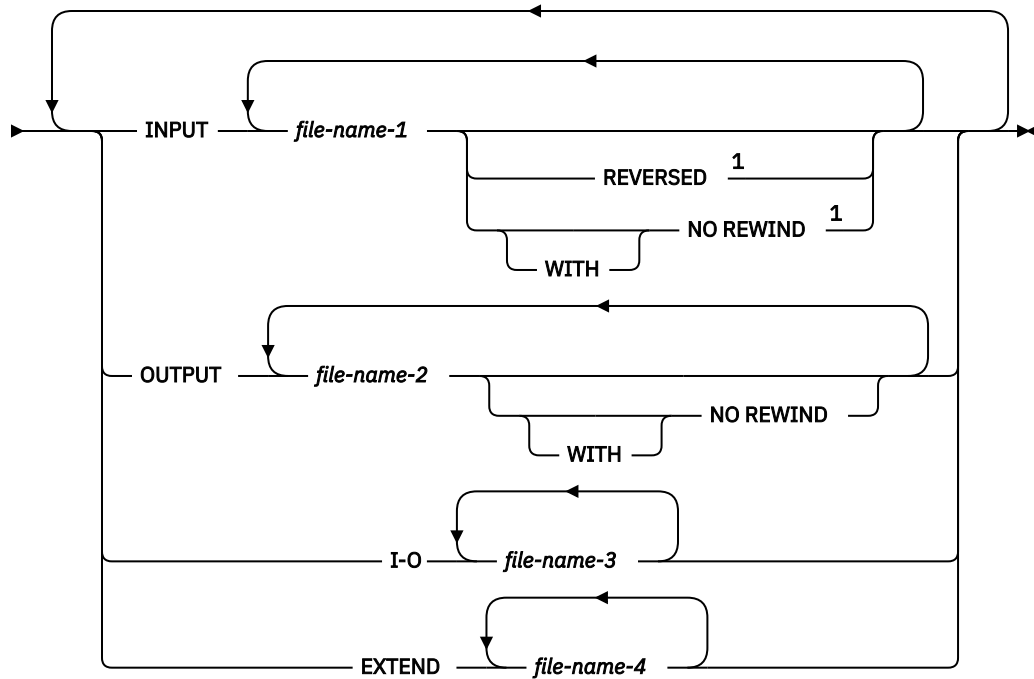 INPUT file-name-1
REVERSED 1
NO REWIND 1
WITH
OUTPUT file-name-2
NO REWIND
WITH
I-O file-name-3
EXTEND file-name-4